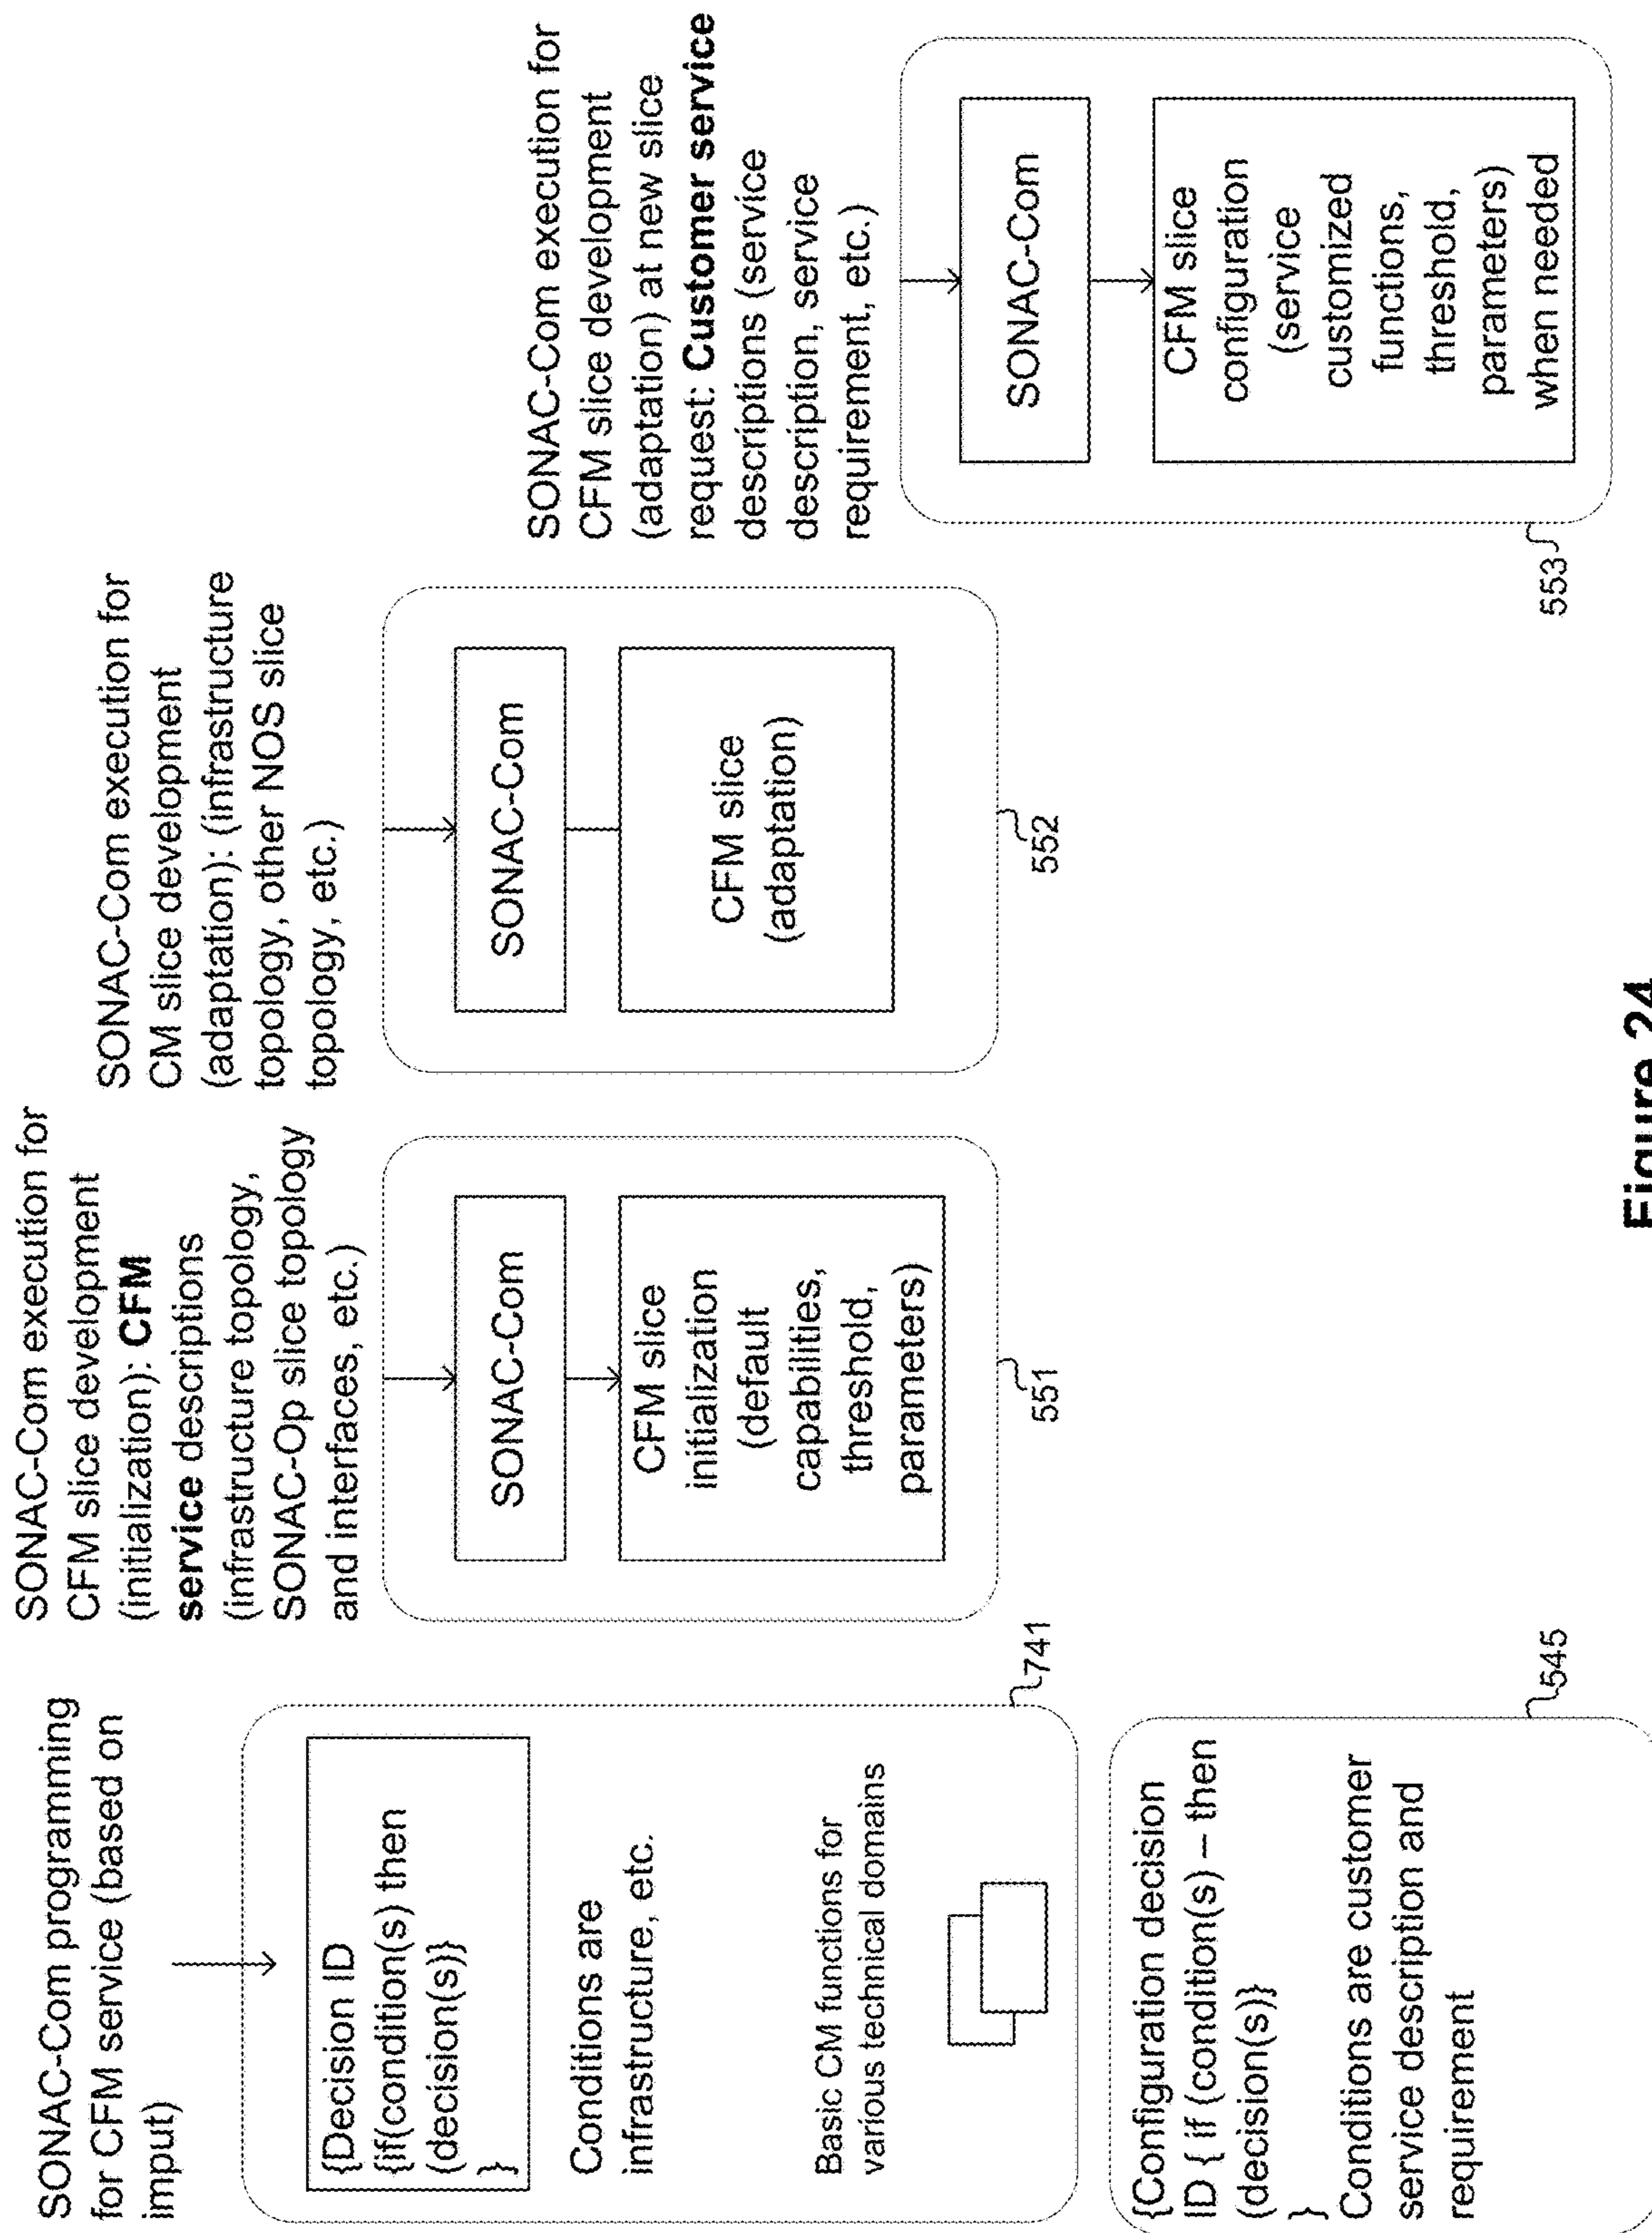 SONAC-Com programming
for CFM service (based on
imput)
{Decision ID
{if(condition(s) then
(decision(s)}
}
Conditions are
infrastructure, etc.
Basic CM functions for
various technical domains
741
{Configuration decision
ID { if (condition(s) – then
(decision(s)}
}
Conditions are customer
service description and
requirement
545
SONAC-Com execution for
CFM slice development
(initialization): CFM
service descriptions
(infrastructure topology,
SONAC-Op slice topology
and interfaces, etc.)
SONAC-Com
CFM slice
initialization
(default
capabilities,
threshold,
parameters)
551
SONAC-Com execution for
CM slice development
(adaptation): (infrastructure
topology, other NOS slice
topology, etc.)
SONAC-Com
CFM slice
(adaptation)
552
SONAC-Com execution for
CFM slice development
(adaptation) at new slice
request: Customer service
descriptions (service
description, service
requirement, etc.)
SONAC-Com
CFM slice
configuration
(service
customized
functions,
threshold,
parameters)
when needed
553
Figure 24